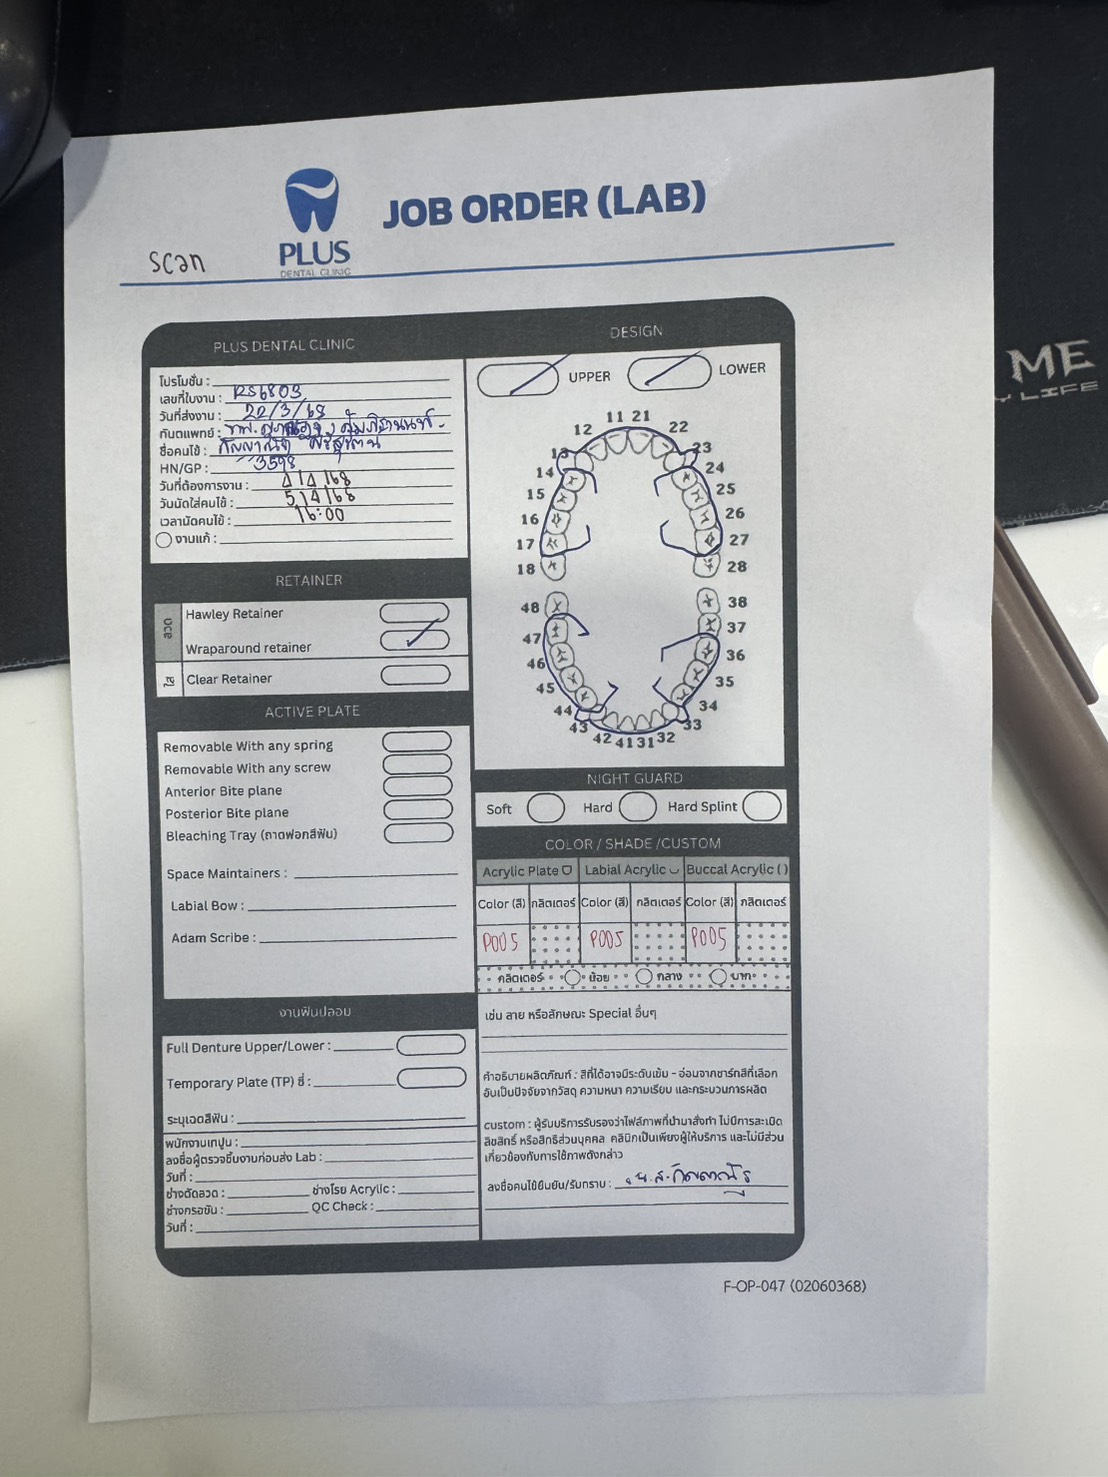 PLUS
DENTAL CLINIC
JOB ORDER (LAB)
scan
PLUS DENTAL CLINIC
โปรโมชั่น :
เลขที่ใบงาน : RS6803
วันที่ส่งงาน : 22/3/68
ทันตแพทย์ : ทพ.
ชื่อคนไข้ :
HN/GP : 3598
วันที่ต้องการงาน : 4/4/68
วันนัดใส่คนไข้ : 5/4/68
เวลานัดคนไข้ : 16:00
งานแก้ :
RETAINER
ลวด
Hawley Retainer
Wraparound retainer
ใส
Clear Retainer
ACTIVE PLATE
Removable With any spring
Removable With any screw
Anterior Bite plane
Posterior Bite plane
Bleaching Tray (ถาดฟอกสีฟัน)
Space Maintainers :
Labial Bow :
Adam Scribe :
งานฟันปลอม
Full Denture Upper/Lower :
Temporary Plate (TP) ซี่ :
ระบุเฉดสีฟัน :
พนักงานเทปูน :
ลงชื่อผู้ตรวจชิ้นงานก่อนส่ง Lab :
วันที่ :
ช่างดัดลวด : ช่างโรย Acrylic :
ช่างกรอขัน : QC Check :
วันที่ :
DESIGN
UPPER LOWER
11 21
12 22
13 23
14 24
15 25
16 26
17 27
18 28
48 38
47 37
46 36
45 35
44 34
43 33
42 41 31 32
NIGHT GUARD
Soft Hard Hard Splint
COLOR / SHADE /CUSTOM
Acrylic Plate Labial Acrylic Buccal Acrylic ( )
Color (สี) กลิตเตอร์ Color (สี) กลิตเตอร์ Color (สี) กลิตเตอร์
P005 P005 P005
กลิตเตอร์ น้อย กลาง มาก
เช่น ลาย หรือลักษณะ Special อื่นๆ
คำอธิบายผลิตภัณฑ์ : สีที่ได้อาจมีระดับเข้ม - อ่อนจากชาร์ทสีที่เลือก
อันเป็นปัจจัยจากวัสดุ ความหนา ความเรียบ และกระบวนการผลิต
custom : ผู้รับบริการรับรองว่าไฟล์ภาพที่นำมาสั่งทำ ไม่มีการละเมิด
ลิขสิทธิ์ หรือสิทธิส่วนบุคคล คลินิกเป็นเพียงผู้ให้บริการ และไม่มีส่วน
เกี่ยวข้องกับการใช้ภาพดังกล่าว
ลงชื่อคนไข้ยืนยัน/รับทราบ :
F-OP-047 (02060368)
ME
LIFE